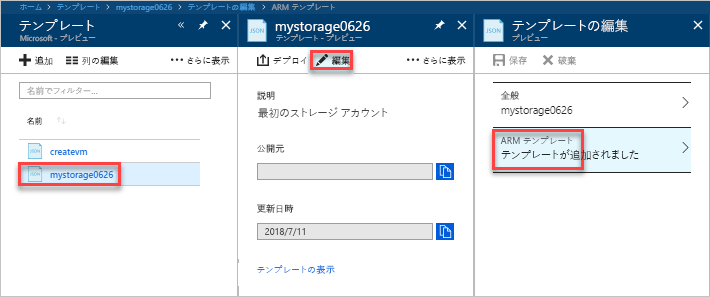 ホーム > テンプレート > mystorage0626 > テンプレートの編集 > ARM テンプレート
テンプレート
Microsoft - プレビュー
追加 列の編集 ••• さらに表示
名前でフィルター...
名前
JSON createvm
JSON mystorage0626
JSON mystorage0626
テンプレート - プレビュー
デプロイ 編集 ••• さらに表示
説明
最初のストレージ アカウント
公開元
更新日時
2018/7/11
テンプレートの表示
JSON テンプレートの編集
プレビュー
保存 破棄
全般
mystorage0626
ARM テンプレート
テンプレートが追加されました